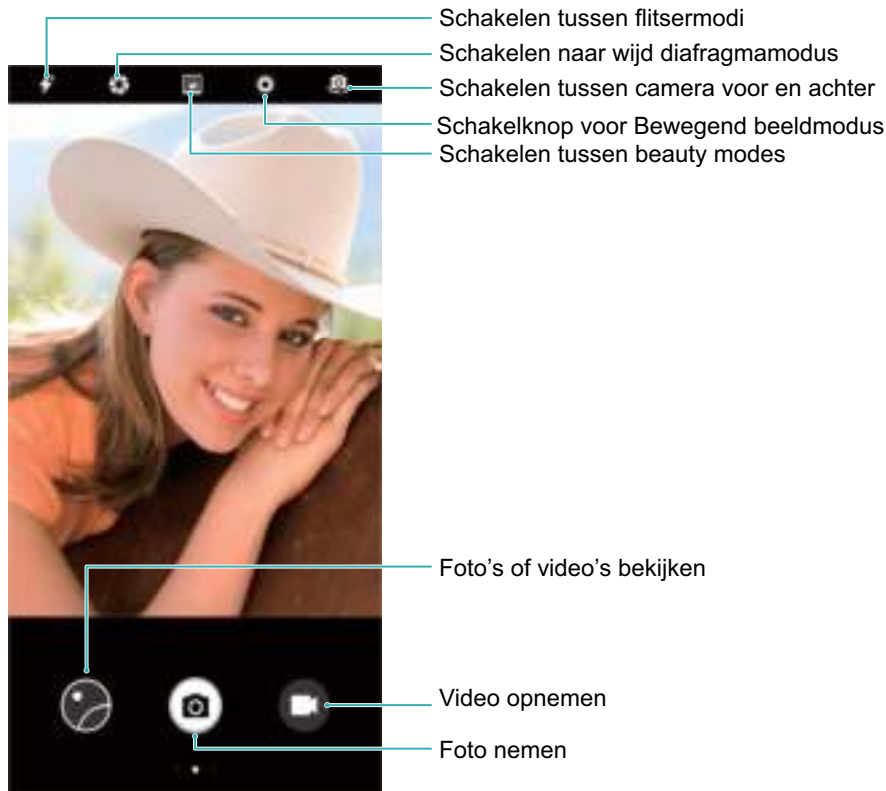 Schakelen tussen flitsermodi
Schakelen naar wijd diafragmamodus
Schakelen tussen camera voor en achter
Schakelknop voor Bewegend beeldmodus
Schakelen tussen beauty modes
Foto’s of video’s bekijken
Video opnemen
Foto nemen